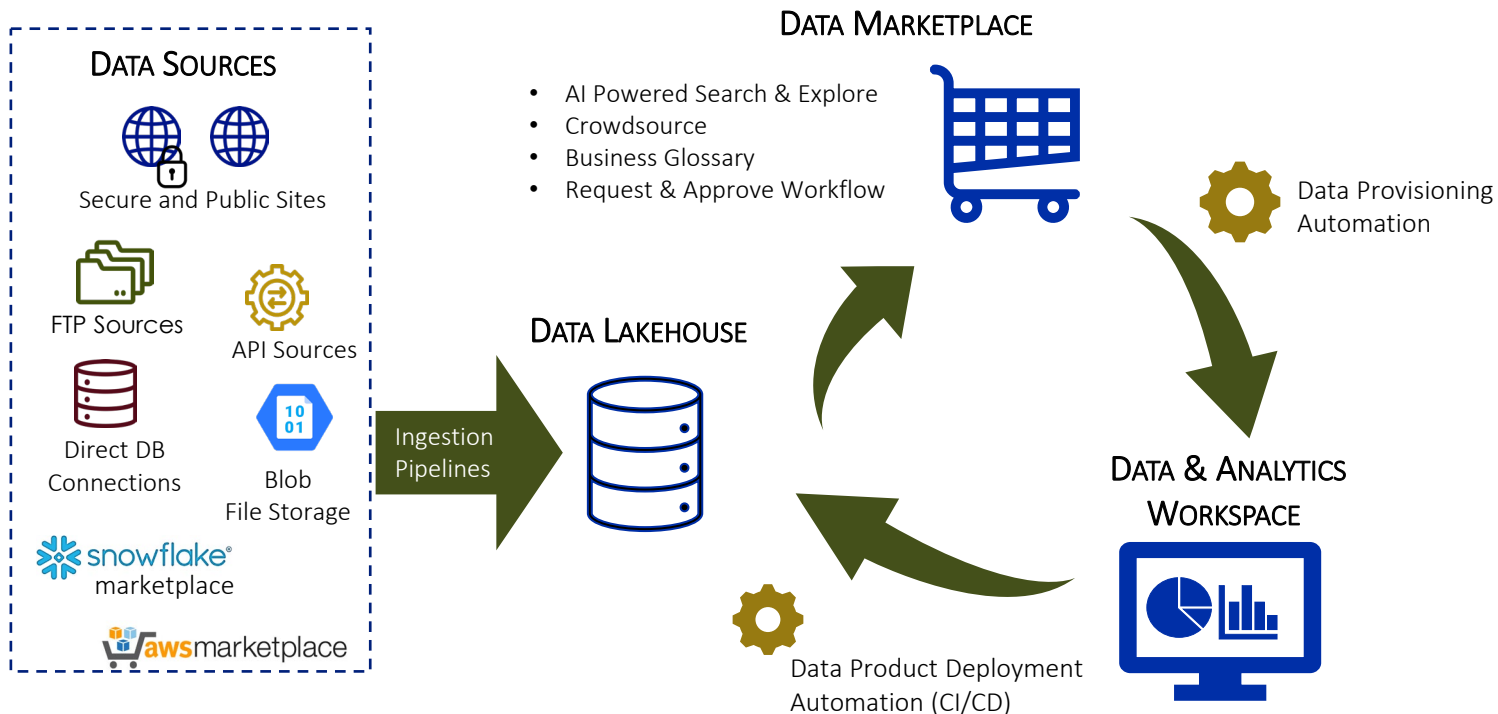 DATA SOURCES
Secure and Public Sites
FTP Sources
API Sources
Direct DB
Connections
10
01
Blob
File Storage
snowflake®
marketplace
awsmarketplace
Ingestion
Pipelines
DATA LAKEHOUSE
DATA MARKETPLACE
• AI Powered Search & Explore
• Crowdsource
• Business Glossary
• Request & Approve Workflow
Data Provisioning
Automation
DATA & ANALYTICS
WORKSPACE
Data Product Deployment
Automation (CI/CD)